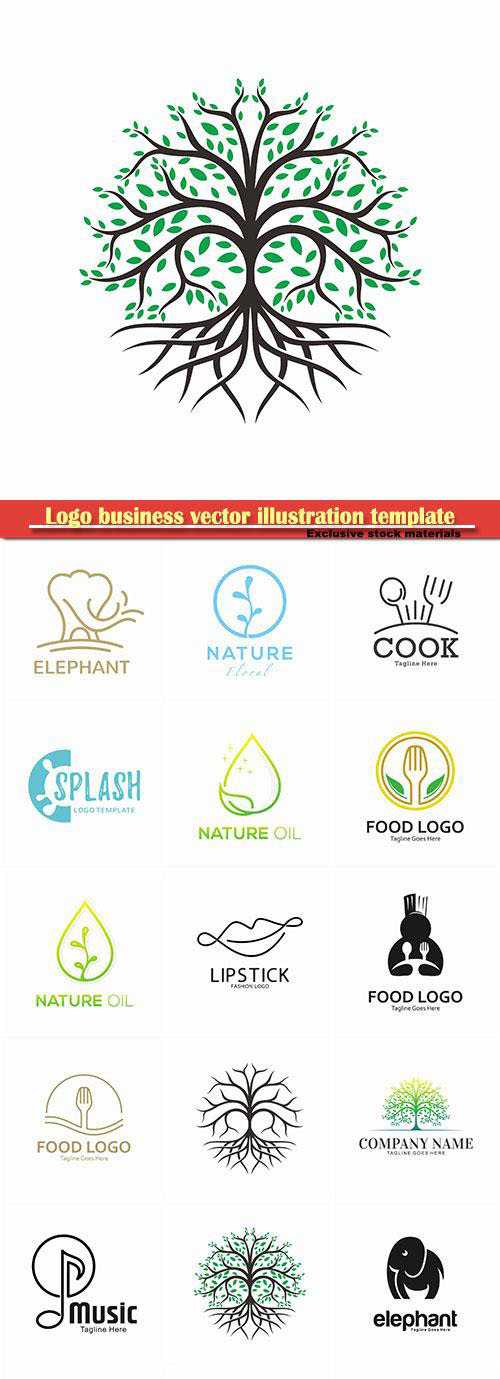 Logo business vector illustration template
Exclusive stock materials
ELEPHANT
NATURE
Floral
COOK
Tagline Here
SPLASH
LOGO TEMPLATE
NATURE OIL
FOOD LOGO
Tagline Goes Here
NATURE OIL
LIPSTICK
FASHION LOGO
FOOD LOGO
Tagline Goes Here
FOOD LOGO
Tagline Goes Here
COMPANY NAME
TAGLINE GOES HERE
Music
Tagline Here
elephant
Tagline Goes Here